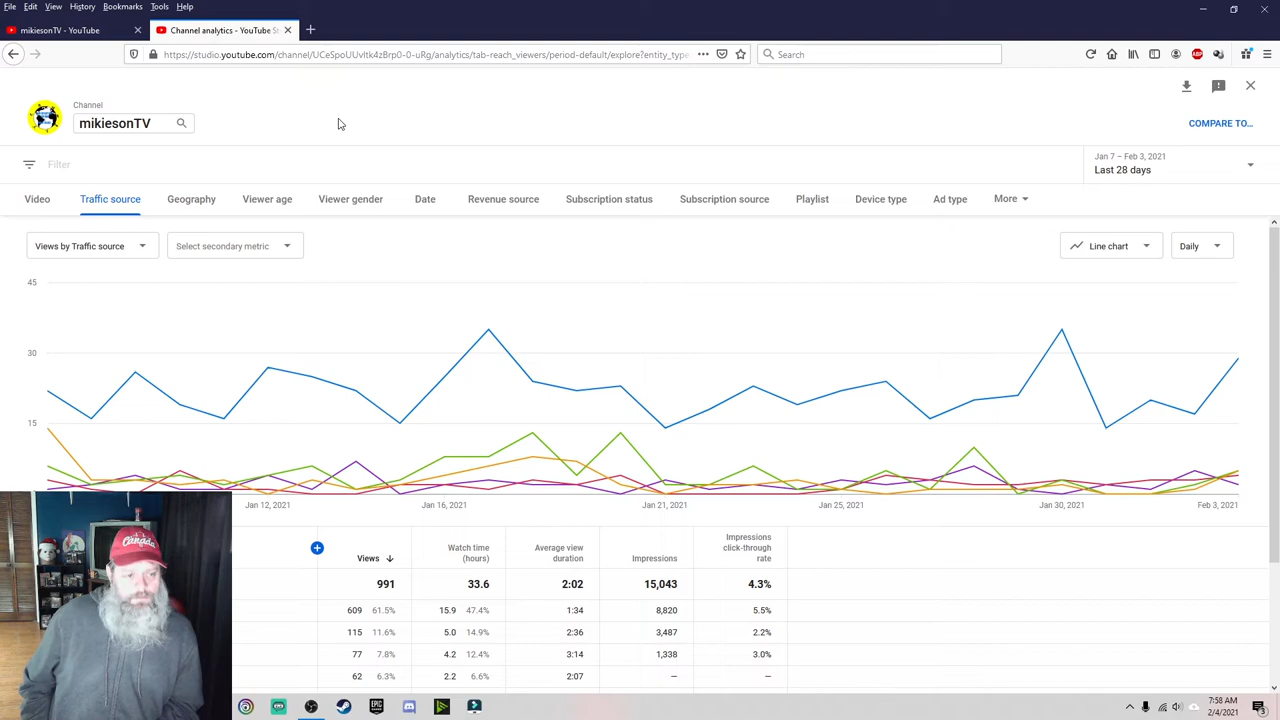 File Edit View History Bookmarks Tools Help
mikiesonTV - YouTube
Channel analytics - YouTube S
https://studio.youtube.com/channel/UCeSpoUUvItk4zBrp0-0-uRg/analytics/tab-reach_viewers/period-default/explore?entity_type
Search
Channel
mikiesonTV
COMPARE TO...
Filter
Jan 7 – Feb 3, 2021
Last 28 days
Video Traffic source Geography Viewer age Viewer gender Date Revenue source Subscription status Subscription source Playlist Device type Ad type More
Views by Traffic source
Select secondary metric
Line chart
Daily
45
30
15
Jan 12, 2021 Jan 16, 2021 Jan 21, 2021 Jan 25, 2021 Jan 30, 2021 Feb 3, 2021
Views
Watch time (hours)
Average view duration
Impressions
Impressions click-through rate
991 33.6 2:02 15,043 4.3%
609 61.5% 15.9 47.4% 1:34 8,820 5.5%
115 11.6% 5.0 14.9% 2:36 3,487 2.2%
77 7.8% 4.2 12.4% 3:14 1,338 3.0%
62 6.3% 2.2 6.6% 2:07 — —
Canada
EPIC
7:58 AM
2/4/2021